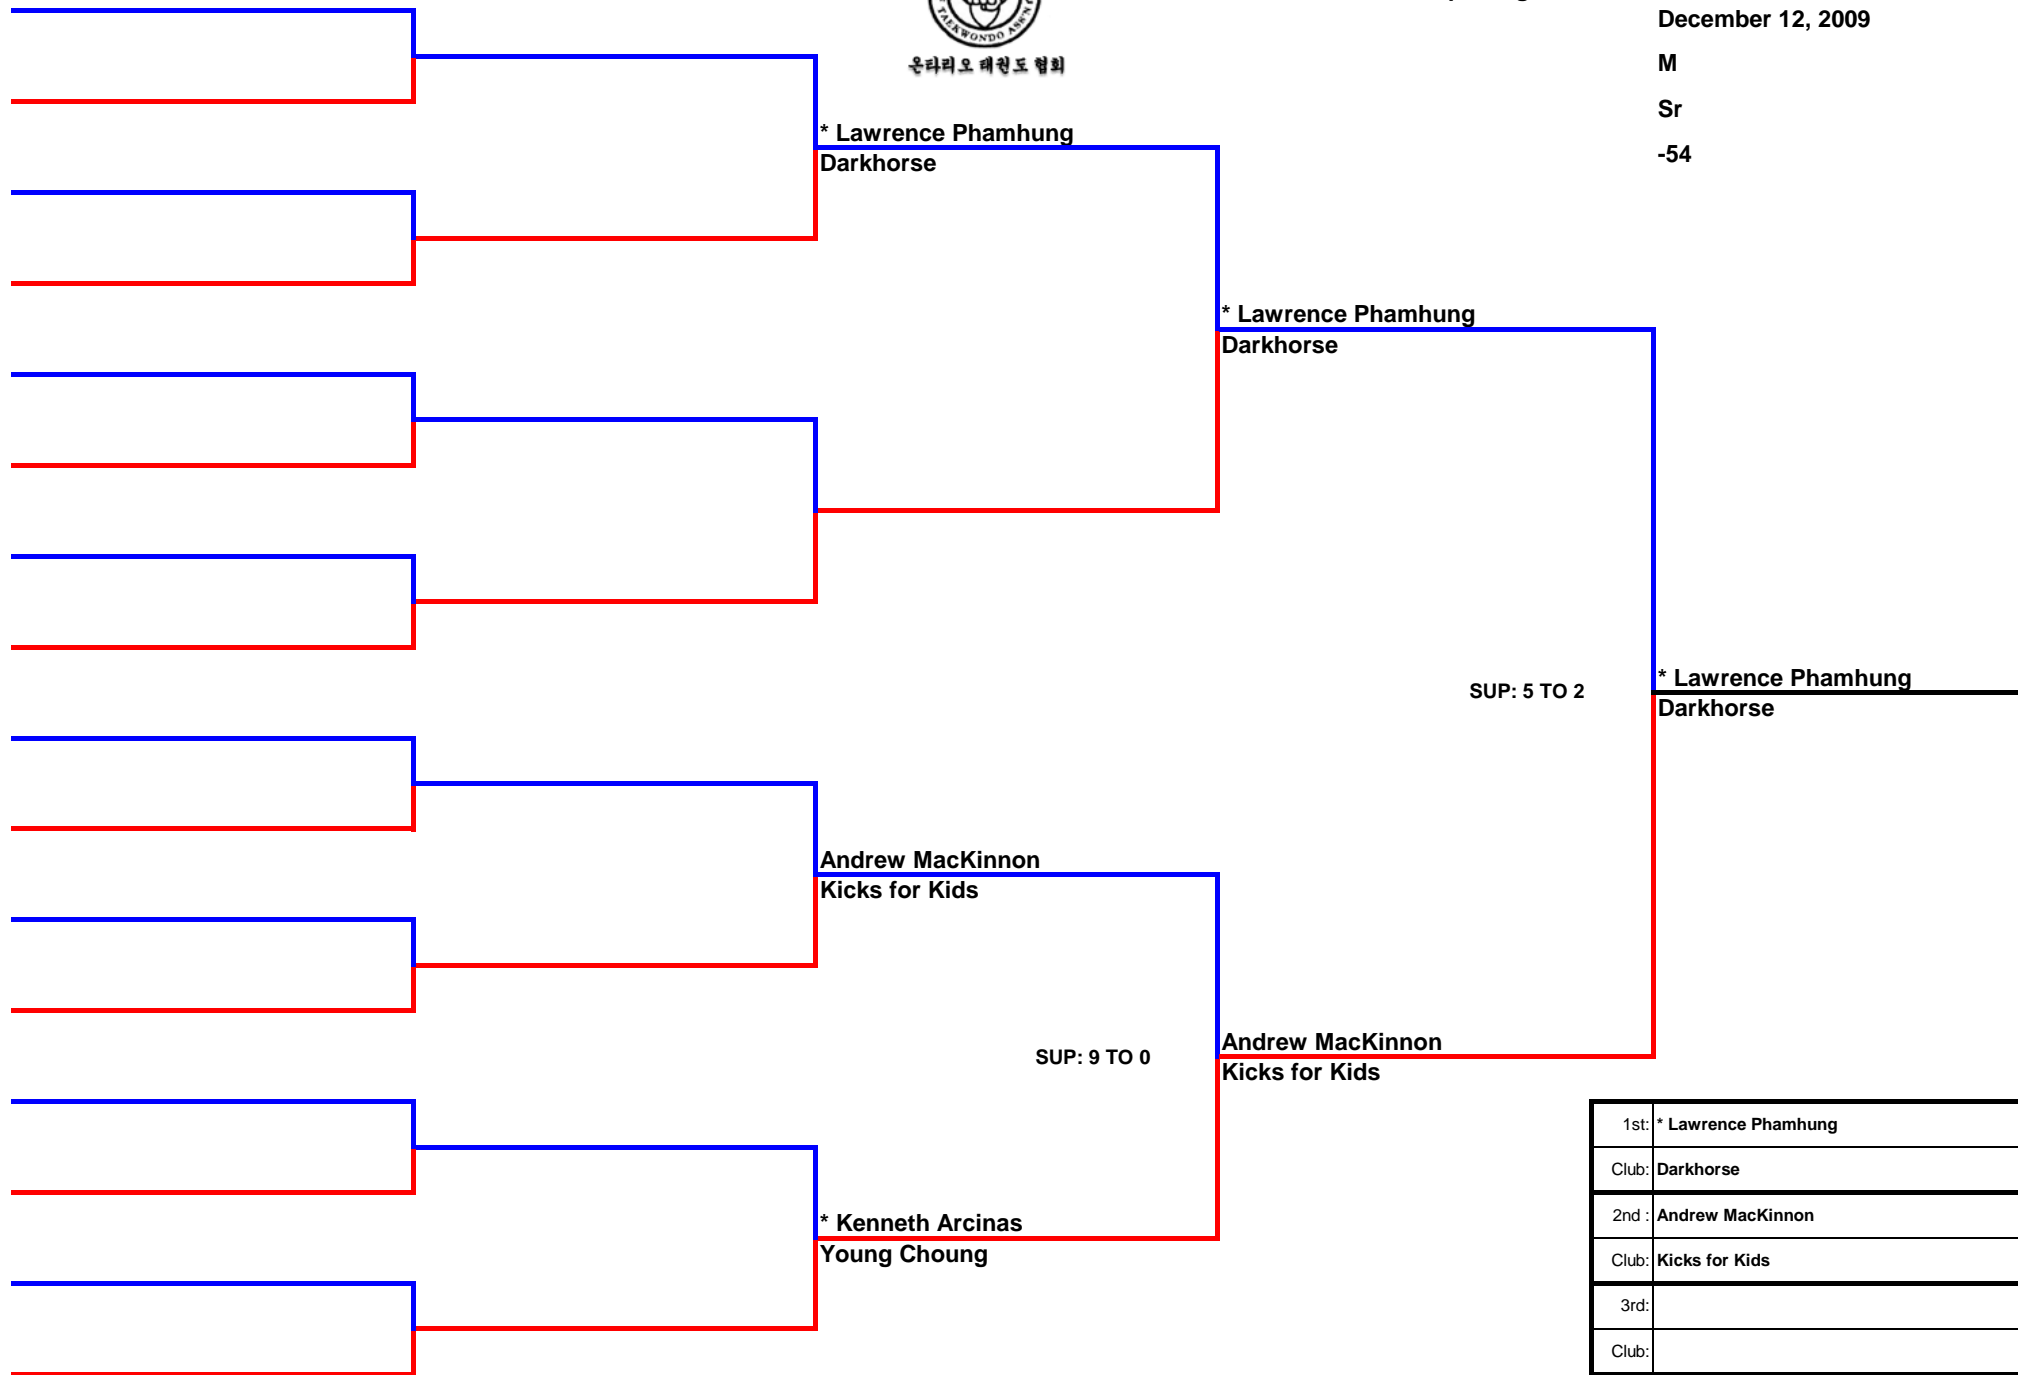 TAEKWONDO ASS'N
온타리오 태권도 협회
December 12, 2009
M
Sr
-54
* Lawrence Phamhung
Darkhorse
* Lawrence Phamhung
Darkhorse
SUP: 5 TO 2
* Lawrence Phamhung
Darkhorse
Andrew MacKinnon
Kicks for Kids
SUP: 9 TO 0
Andrew MacKinnon
Kicks for Kids
* Kenneth Arcinas
Young Choung
1st: * Lawrence Phamhung
Club: Darkhorse
2nd : Andrew MacKinnon
Club: Kicks for Kids
3rd:
Club: